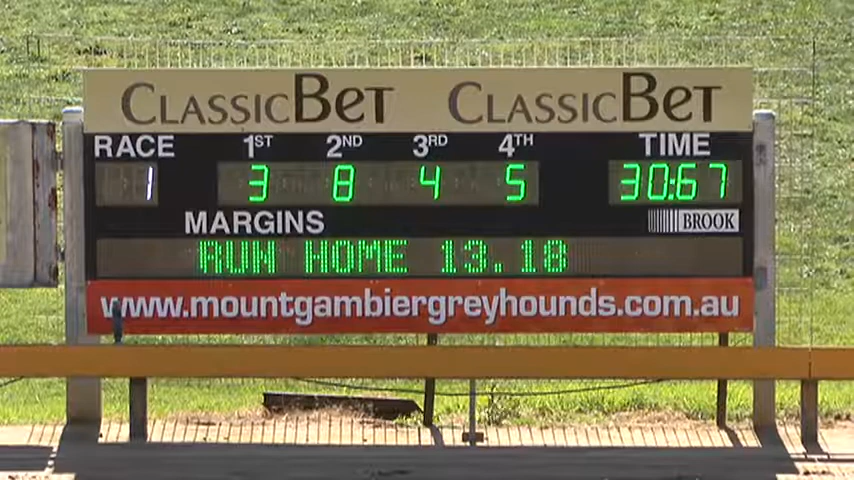 CLASSICBET CLASSICBET
RACE 1ST 2ND 3RD 4TH TIME
1 3 8 4 5 30:67
MARGINS BROOK
RUN HOME 13.18
www.mountgambiergreyhounds.com.au